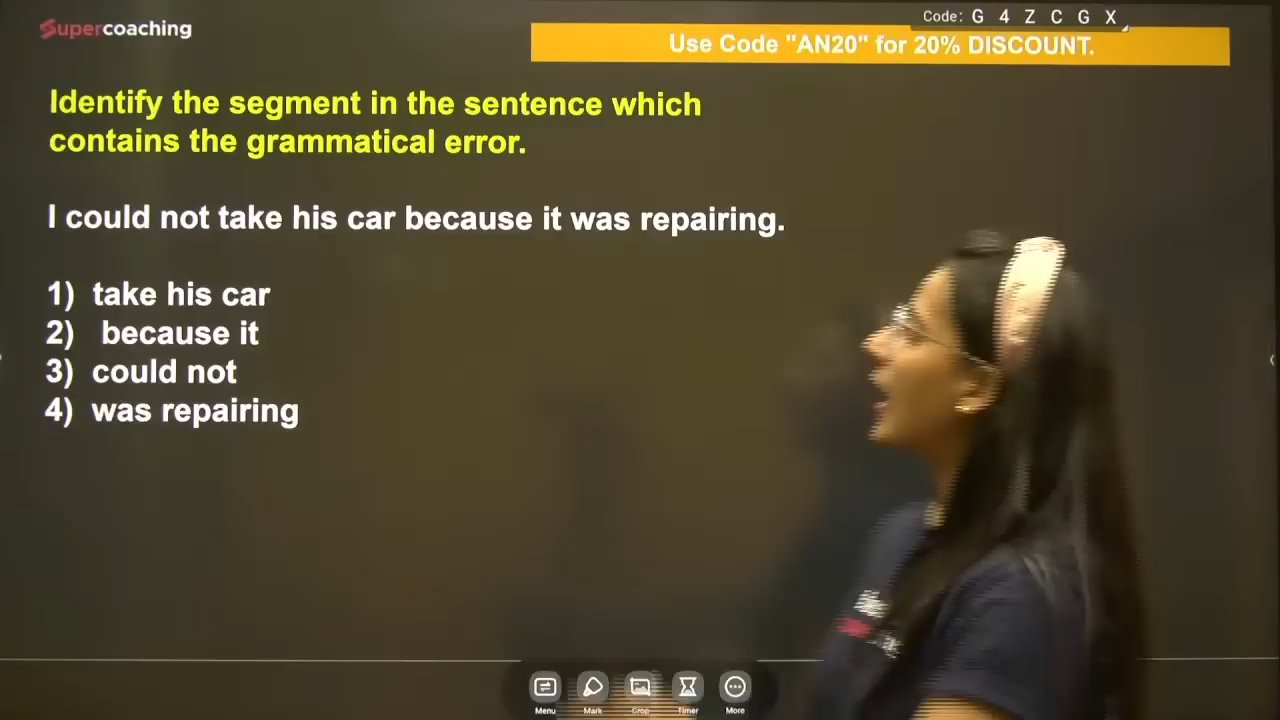 Supercoaching
Code: G 4 Z C G X
Use Code "AN20" for 20% DISCOUNT.
Identify the segment in the sentence which
contains the grammatical error.
I could not take his car because it was repairing.
1) take his car
2) because it
3) could not
4) was repairing
Menu
Mark
Crop
Timer
More